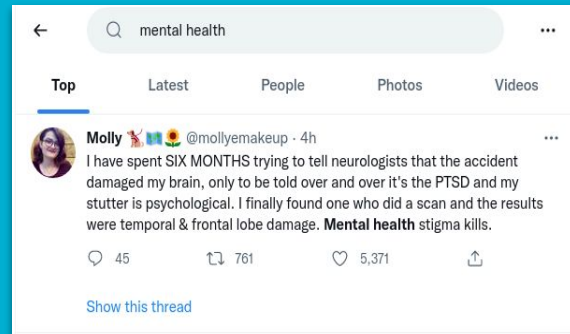 mental health
Top Latest People Photos Videos
Molly @mollyemakeup · 4h
I have spent SIX MONTHS trying to tell neurologists that the accident
damaged my brain, only to be told over and over it's the PTSD and my
stutter is psychological. I finally found one who did a scan and the results
were temporal & frontal lobe damage. Mental health stigma kills.
45 761 5,371
Show this thread